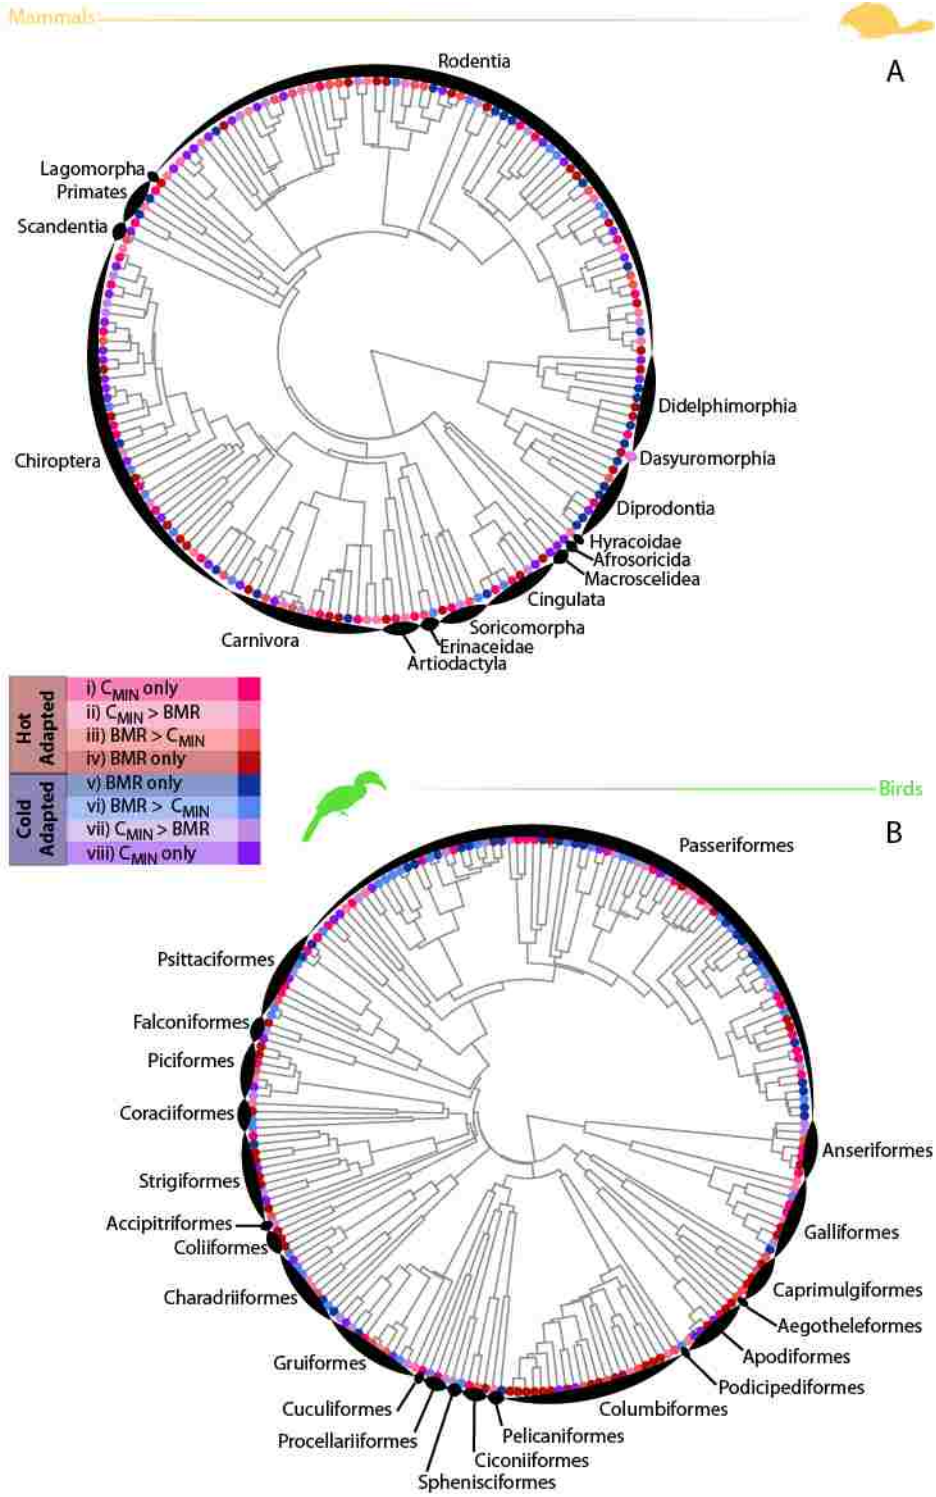 Mammals
A
Rodentia
Lagomorpha
Primates
Scandentia
Didelphimorphia
Dasyuromorphia
Chiroptera
Diprodontia
Hyracoidae
Afrosoricida
Macroscelidea
Cingulata
Soricomorpha
Carnivora
Erinaceidae
Artiodactyla
Hot Adapted
i) CMIN only
ii) CMIN > BMR
iii) BMR > CMIN
iv) BMR only
Cold Adapted
v) BMR only
vi) BMR > CMIN
vii) CMIN > BMR
viii) CMIN only
Birds
B
Passeriformes
Psittaciformes
Falconiformes
Piciformes
Coraciiformes
Anseriformes
Strigiformes
Accipitriformes
Galliformes
Coliiformes
Caprimulgiformes
Charadriiformes
Aegotheleformes
Apodiformes
Gruiformes
Podicipediformes
Cuculiformes
Columbiformes
Procellariiformes
Pelicaniformes
Ciconiiformes
Sphenisciformes